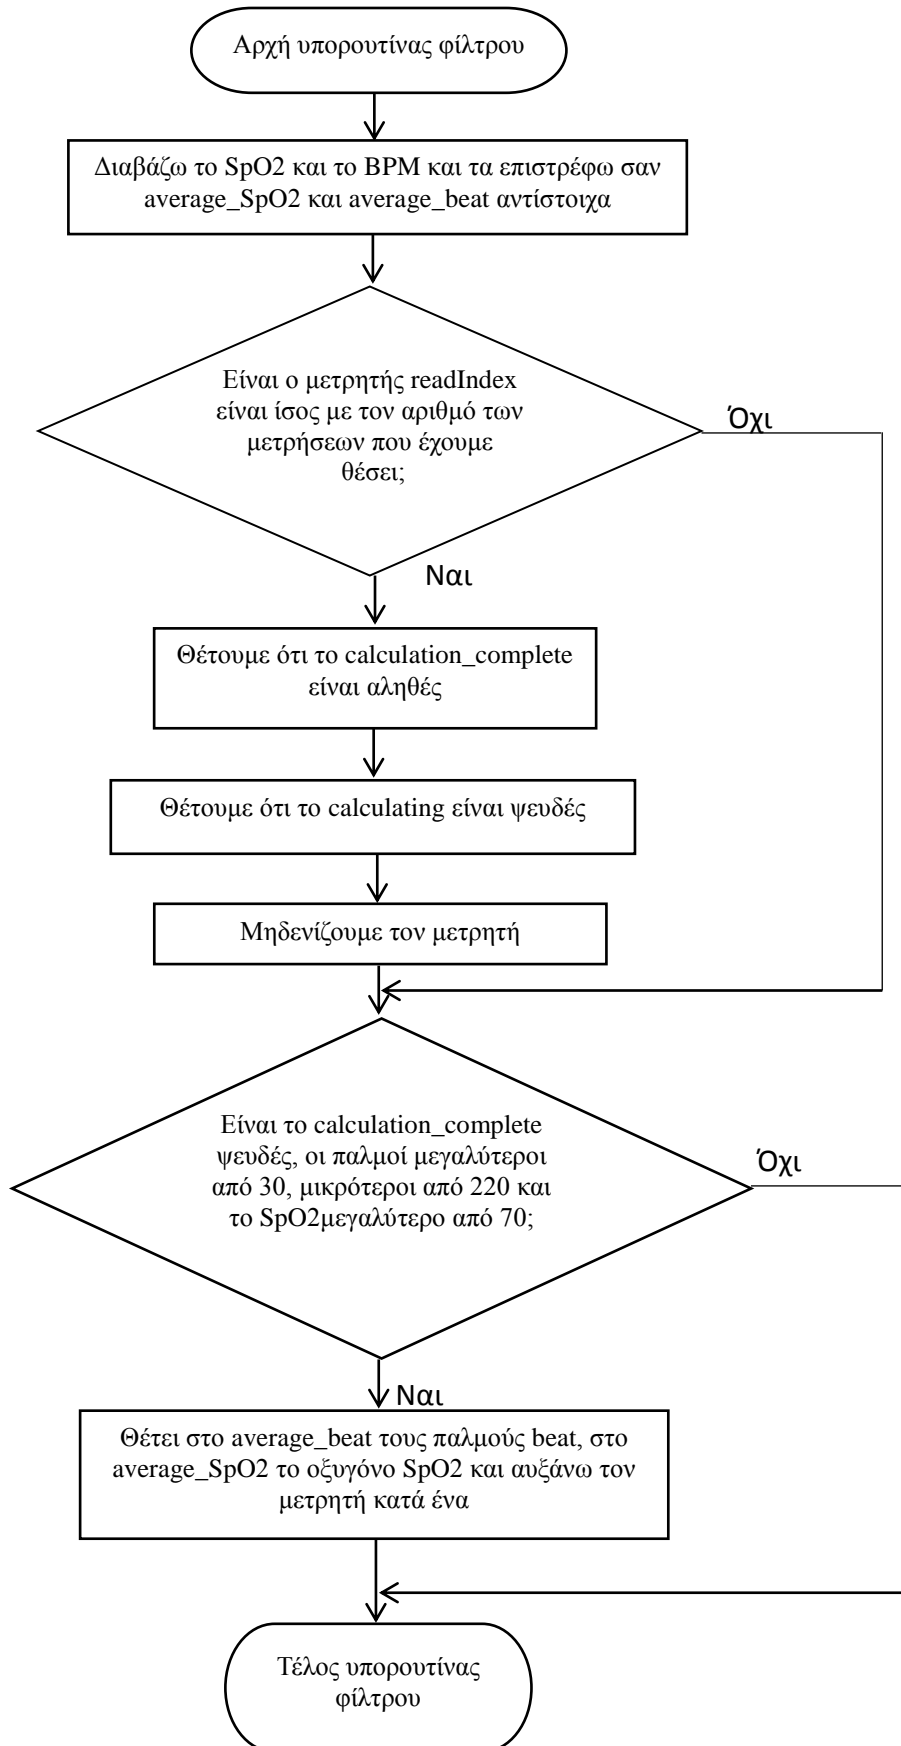 Αρχή υπορουτίνας φίλτρου
Διαβάζω το SpO2 και το BPM και τα επιστρέφω σαν
average_SpO2 και average_beat αντίστοιχα
Είναι ο μετρητής readIndex
είναι ίσος με τον αριθμό των
μετρήσεων που έχουμε
θέσει;
Όχι
Ναι
Θέτουμε ότι το calculation_complete
είναι αληθές
Θέτουμε ότι το calculating είναι ψευδές
Μηδενίζουμε τον μετρητή
Είναι το calculation_complete
ψευδές, οι παλμοί μεγαλύτεροι
από 30, μικρότεροι από 220 και
το SpO2μεγαλύτερο από 70;
Όχι
Ναι
Θέτει στο average_beat τους παλμούς beat, στο
average_SpO2 το οξυγόνο SpO2 και αυξάνω τον
μετρητή κατά ένα
Τέλος υπορουτίνας
φίλτρου